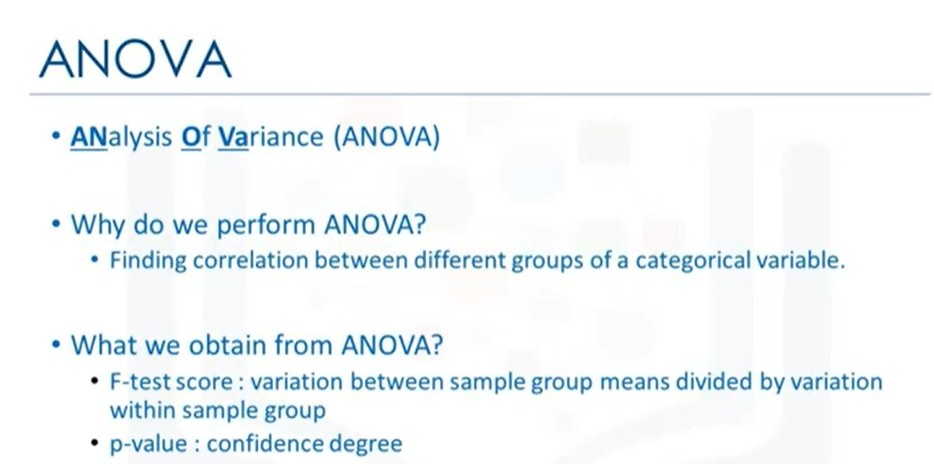 ANOVA
• ANalysis Of Variance (ANOVA)
• Why do we perform ANOVA?
• Finding correlation between different groups of a categorical variable.
• What we obtain from ANOVA?
• F-test score : variation between sample group means divided by variation
within sample group
• p-value : confidence degree